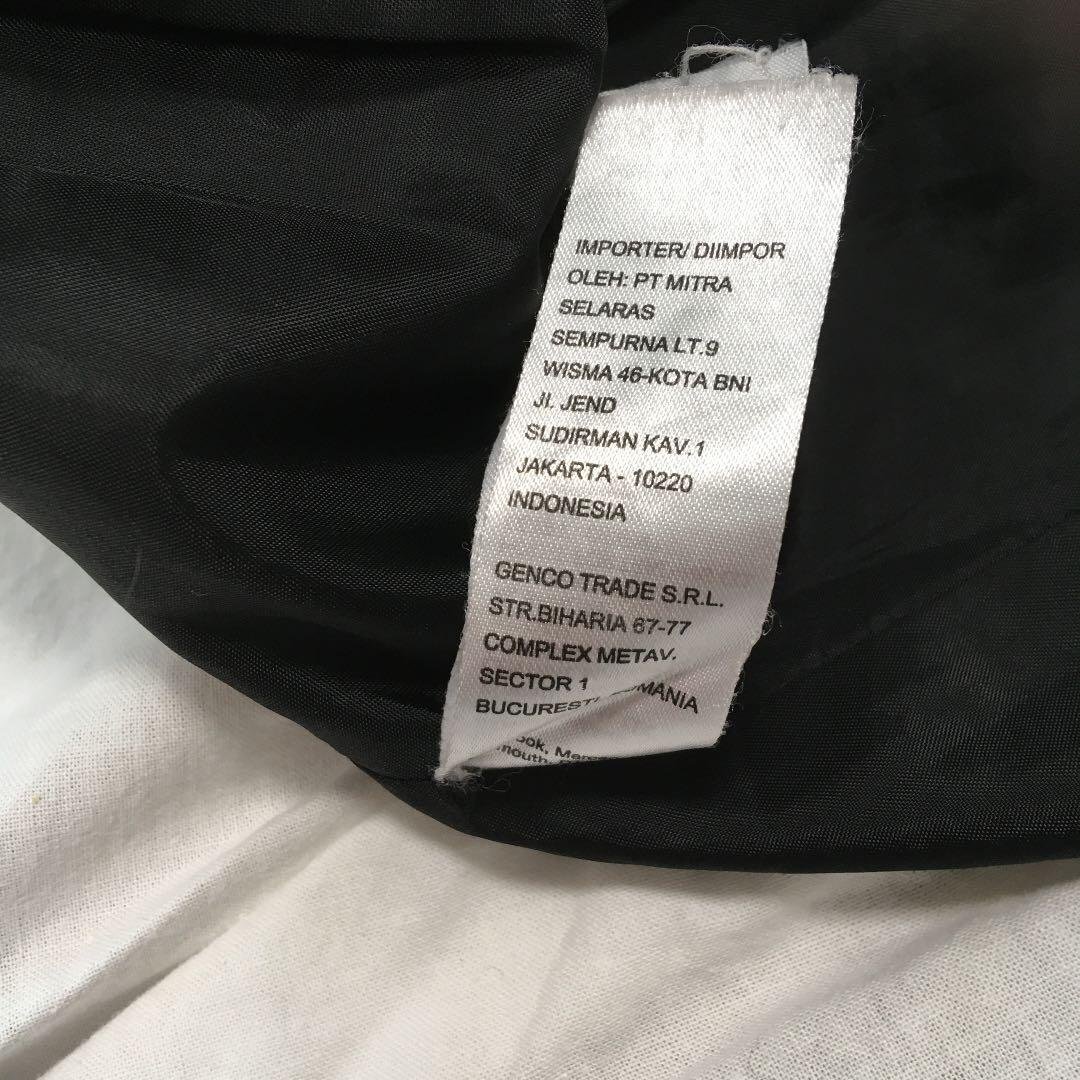 IMPORTER/ DIIMPOR
OLEH: PT MITRA
SELARAS
SEMPURNA LT.9
WISMA 46-KOTA BNI
Jl. JEND
SUDIRMAN KAV.1
JAKARTA - 10220
INDONESIA
GENCO TRADE S.R.L.
STR.BIHARIA 67-77
COMPLEX METAV.
SECTOR 1